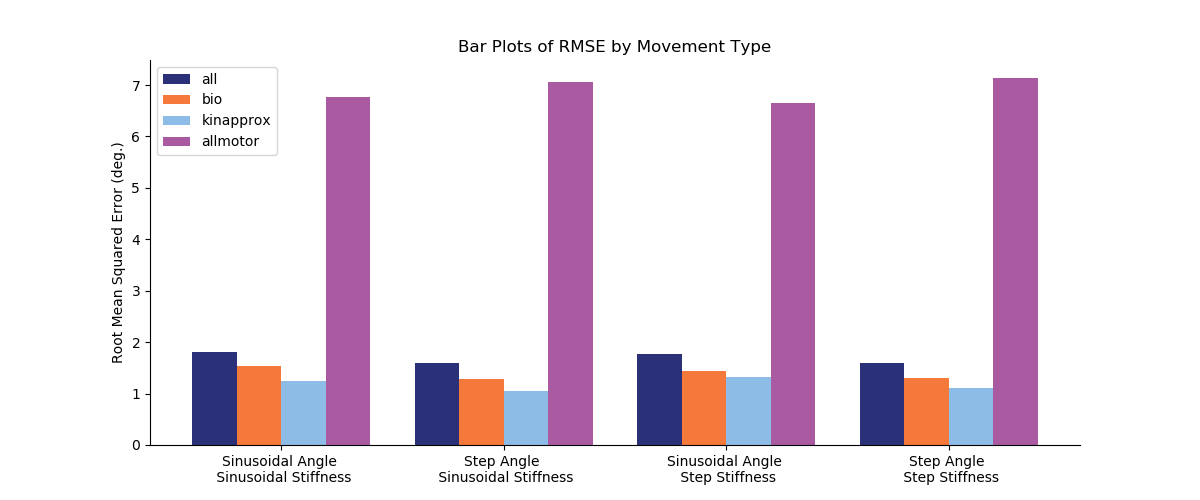 Bar Plots of RMSE by Movement Type
all
bio
kinapprox
allmotor
Root Mean Squared Error (deg.)
7
6
5
4
3
2
1
0
Sinusoidal Angle
Sinusoidal Stiffness
Step Angle
Sinusoidal Stiffness
Sinusoidal Angle
Step Stiffness
Step Angle
Step Stiffness